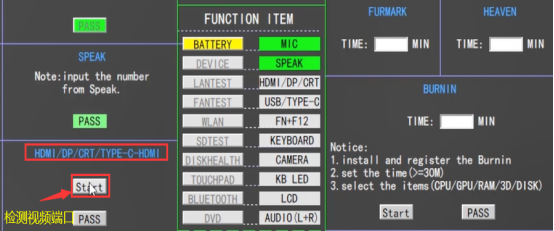 PASS
SPEAK
Note:input the number
from Speak.
PASS
HDMI/DP/CRT/TYPE-C-HDMI
Start
检测视频端口
PASS
FUNCTION ITEM
BATTERY MIC
DEVICE SPEAK
LANTEST HDMI/DP/CRT
FANTEST USB/TYPE-C
WLAN FN+F12
SDTEST KEYBOARD
DISKHEALTH CAMERA
TOUCHPAD KB LED
BLUETOOTH LCD
DVD AUDIO(L+R)
FURMARK
TIME: MIN
HEAVEN
TIME: MIN
BURNIN
TIME: MIN
Notice:
1.install and register the Burnin
2.set the time(>=30M)
3.select the items(CPU/GPU/RAM/3D/DISK)
Start PASS